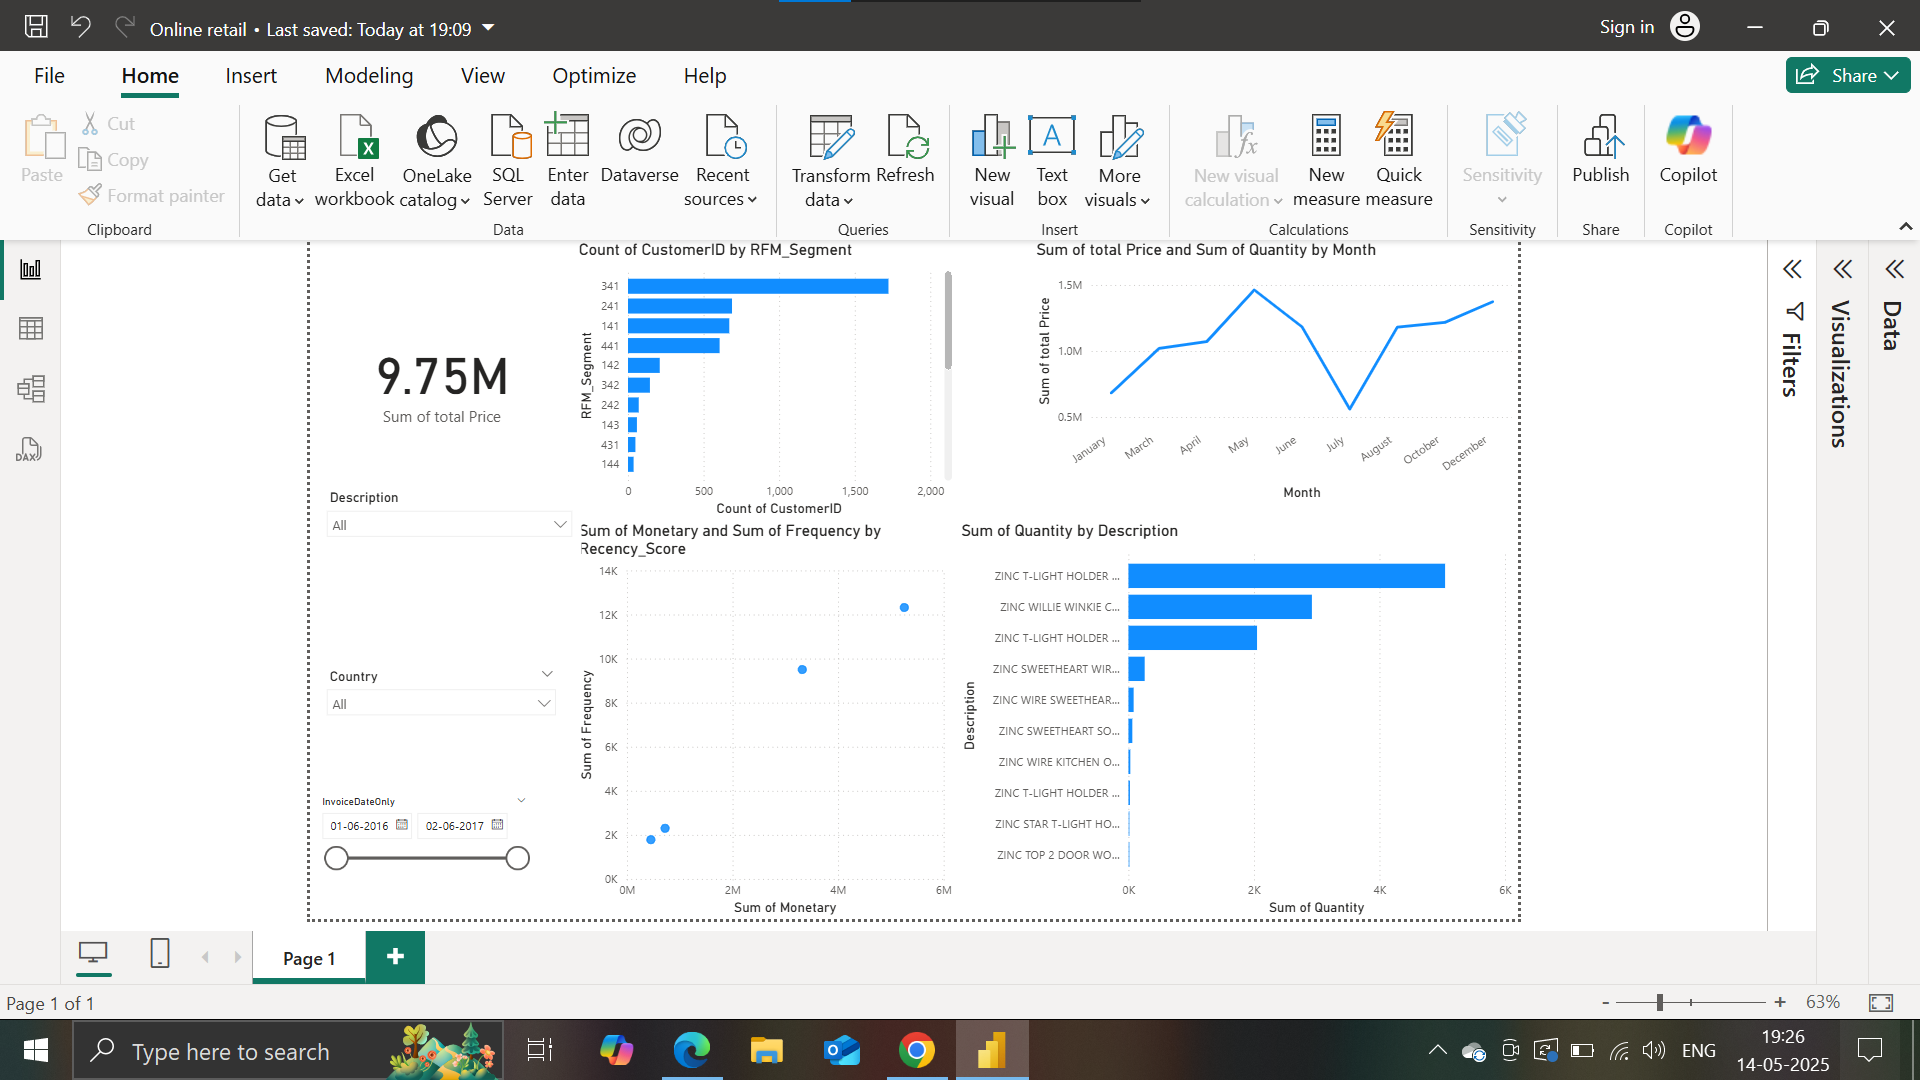 Online retail • Last saved: Today at 19:09
Sign in
File
Home
Insert
Modeling
View
Optimize
Help
Share
Paste
Cut
Copy
Format painter
Clipboard
Get data
Excel workbook
OneLake catalog
SQL Server
Enter data
Dataverse
Recent sources
Data
Transform data
Refresh
Queries
New visual
Text box
More visuals
Insert
New visual calculation
New measure
Quick measure
Calculations
Sensitivity
Sensitivity
Publish
Share
Copilot
Copilot
DAX
9.75M
Sum of total Price
Description
All
Country
All
InvoiceDateOnly
01-06-2016
02-06-2017
Count of CustomerID by RFM_Segment
RFM_Segment
341
241
141
441
142
342
242
143
431
144
0
500
1,000
1,500
2,000
Count of CustomerID
Sum of total Price and Sum of Quantity by Month
Sum of total Price
1.5M
1.0M
0.5M
January
March
April
May
June
July
August
October
December
Month
Sum of Monetary and Sum of Frequency by
Recency_Score
Sum of Frequency
14K
12K
10K
8K
6K
4K
2K
0K
0M
2M
4M
6M
Sum of Monetary
Sum of Quantity by Description
Description
ZINC T-LIGHT HOLDER ...
ZINC WILLIE WINKIE C...
ZINC T-LIGHT HOLDER ...
ZINC SWEETHEART WIR...
ZINC WIRE SWEETHEAR...
ZINC SWEETHEART SO...
ZINC WIRE KITCHEN O...
ZINC T-LIGHT HOLDER ...
ZINC STAR T-LIGHT HO...
ZINC TOP 2 DOOR WO...
0K
2K
4K
6K
Sum of Quantity
Filters
Visualizations
Data
Page 1
Page 1 of 1
63%
Type here to search
ENG
19:26
14-05-2025